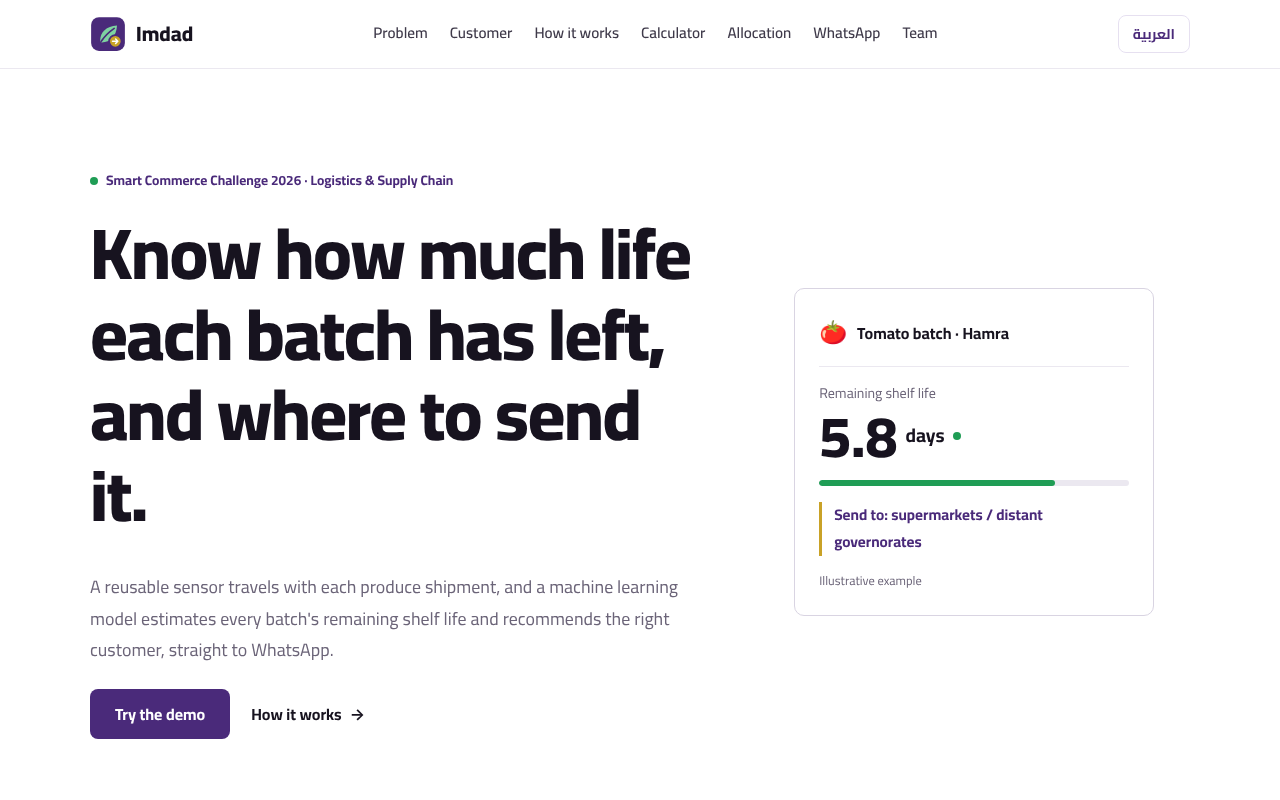 Imdad
Problem
Customer
How it works
Calculator
Allocation
WhatsApp
Team
العربية
Smart Commerce Challenge 2026 · Logistics & Supply Chain
Know how much life
each batch has left,
and where to send
it.
A reusable sensor travels with each produce shipment, and a machine learning
model estimates every batch's remaining shelf life and recommends the right
customer, straight to WhatsApp.
Try the demo
How it works →
Tomato batch · Hamra
Remaining shelf life
5.8 days
Send to: supermarkets / distant
governorates
Illustrative example